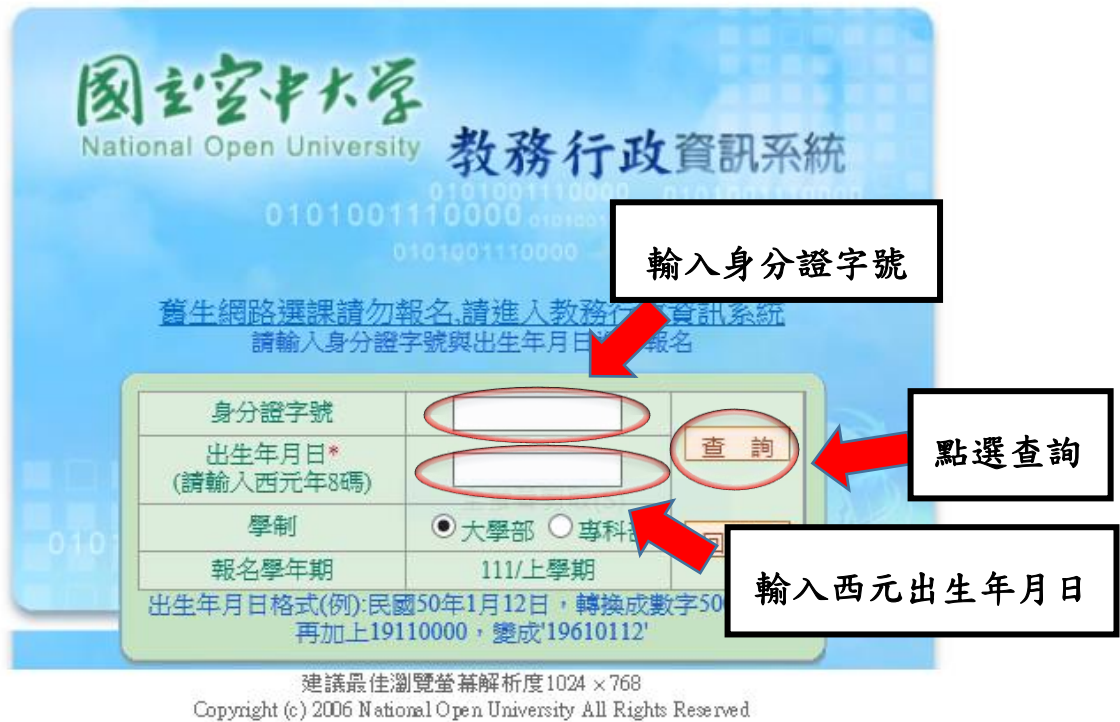 國立空中大學
National Open University
教務行政資訊系統
0101001110000
0101001110000
0101001110000
輸入身分證字號
舊生網路選課請勿報名,請進入教務行 資訊系統
請輸入身分證字號與出生年月日 報名
身分證字號
出生年月日*
(請輸入西元年8碼)
查 詢
點選查詢
學制
大學部 專科
報名學年期
111/上學期
輸入西元出生年月日
出生年月日格式(例):民國50年1月12日,轉換成數字50
再加上19110000,變成'19610112'
建議最佳瀏覽螢幕解析度1024 × 768
Copyright (c) 2006 National Open University All Rights Reserved